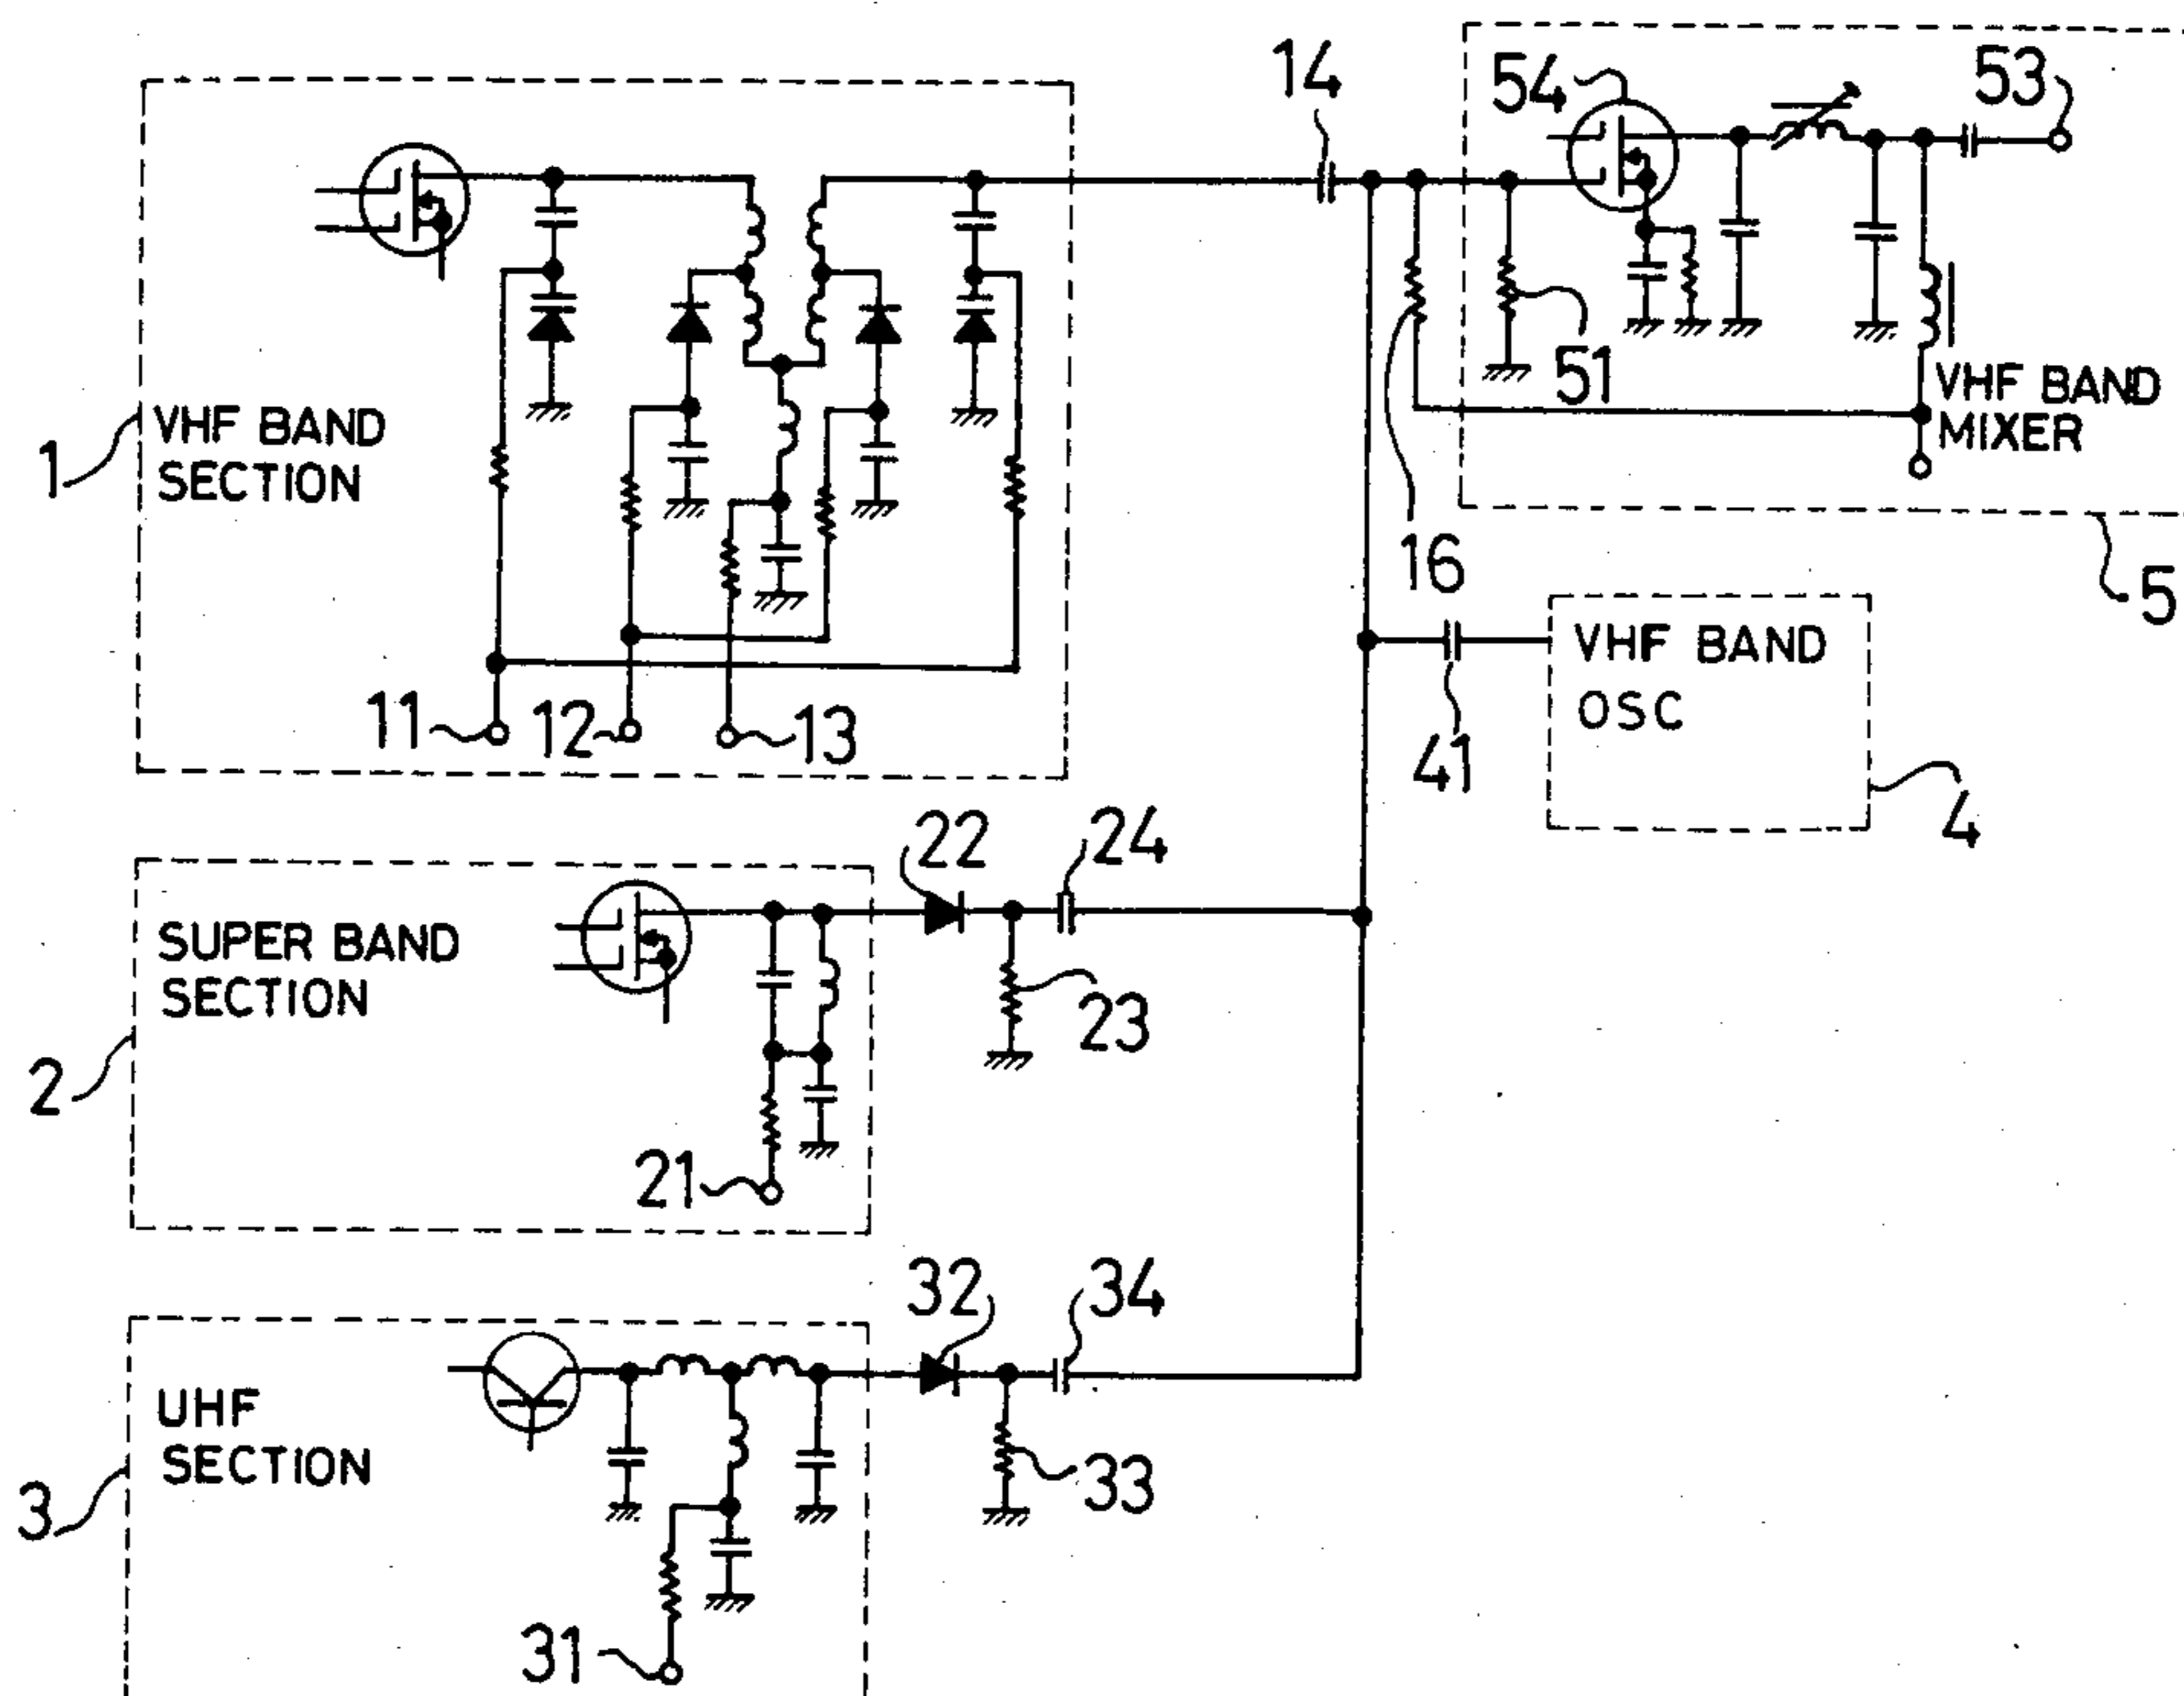 14
54
53
1
VHF BAND
SECTION
51
VHF BAND
MIXER
16
5
11
12
13
41
VHF BAND
OSC
4
22
24
SUPER BAND
SECTION
23
2
21
32
34
UHF
SECTION
33
3
31